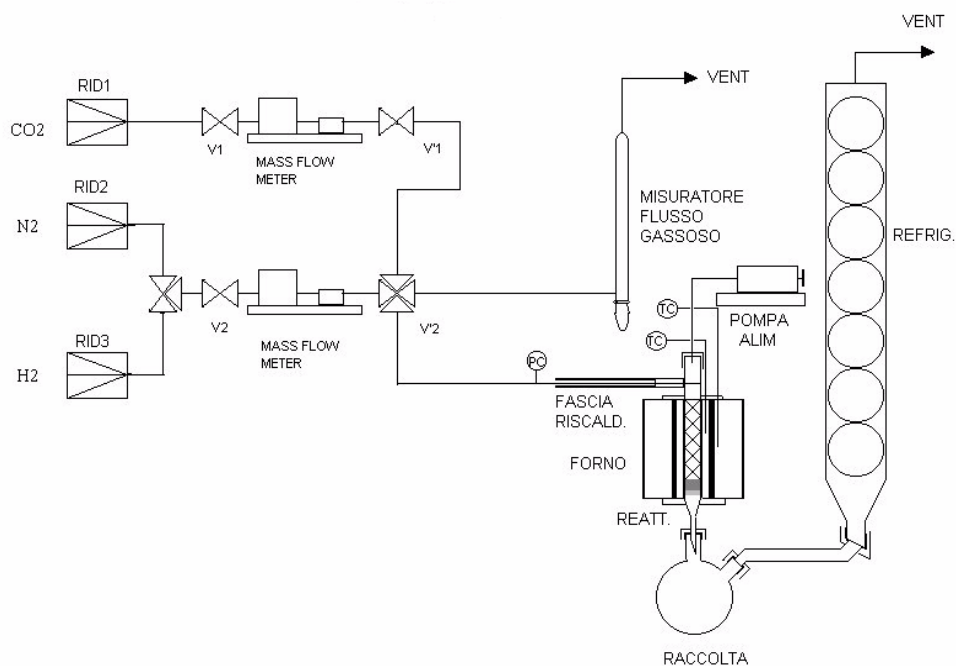 VENT
RID1
VENT
CO2
V1
V'1
MASS FLOW
METER
RID2
MISURATORE
FLUSSO
GASSOSO
N2
REFRIG.
TC
V2
V'2
POMPA
ALIM
RID3
MASS FLOW
METER
TC
H2
PC
FASCIA
RISCALD.
FORNO
REATT.
RACCOLTA